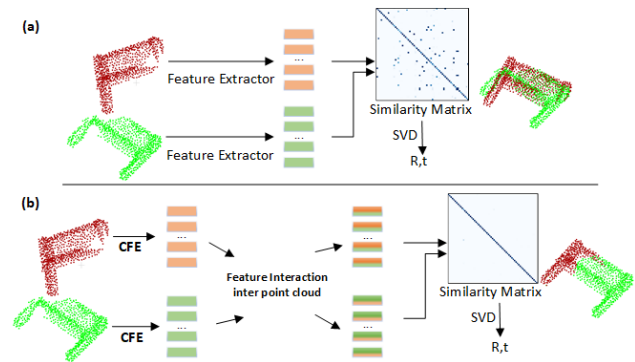 (a)
Feature Extractor
...
Feature Extractor
...
Similarity Matrix
SVD
R,t
(b)
CFE
...
CFE
...
Feature Interaction
inter point cloud
...
...
Similarity Matrix
SVD
R,t